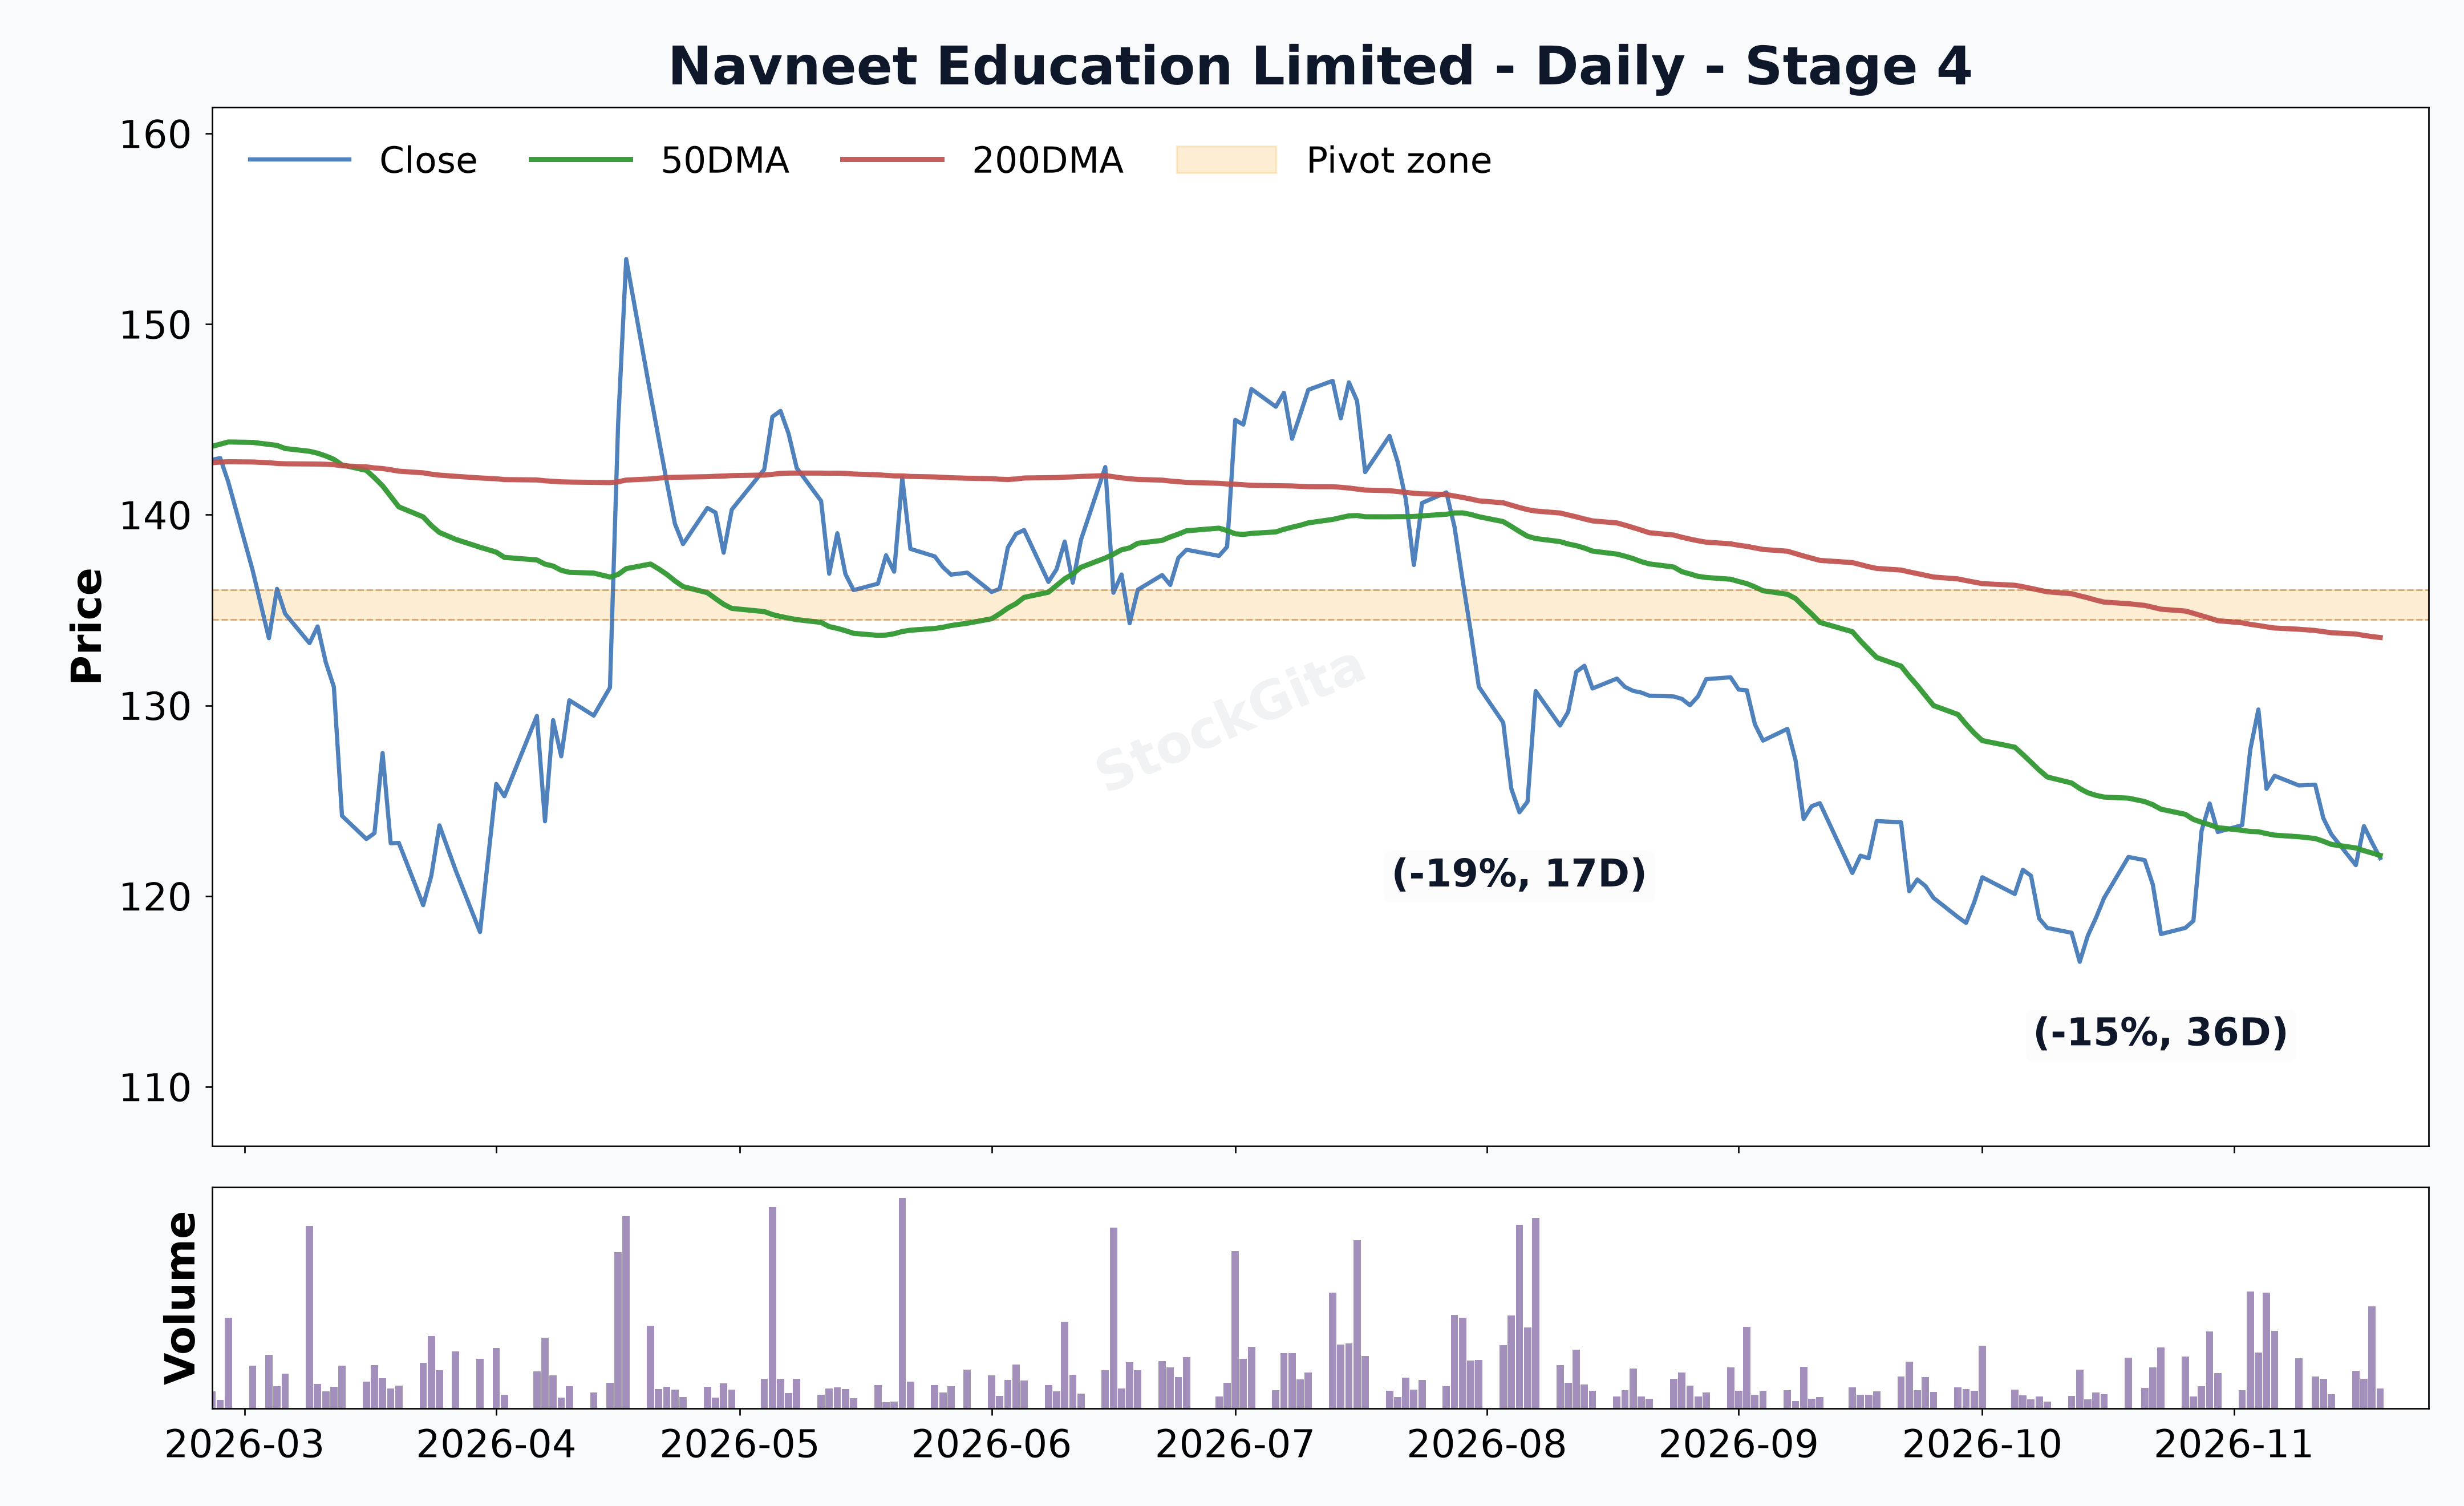 Navneet Education Limited - Daily - Stage 4
Close 50DMA 200DMA Pivot zone
160
150
140
130
120
110
Price
StockGita
(-19%, 17D)
(-15%, 36D)
Volume
2026-03 2026-04 2026-05 2026-06 2026-07 2026-08 2026-09 2026-10 2026-11